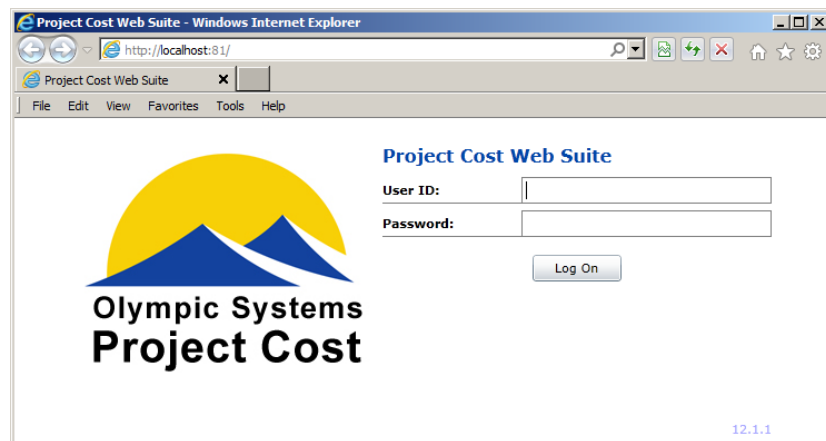 Project Cost Web Suite - Windows Internet Explorer
http://localhost:81/
Project Cost Web Suite
File Edit View Favorites Tools Help
Project Cost Web Suite
User ID:
Password:
Log On
Olympic Systems
Project Cost
12.1.1